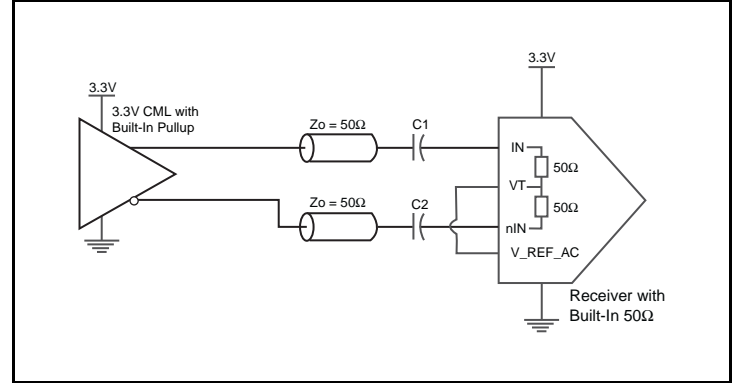 3.3V
3.3V
3.3V CML with
Built-In Pullup
Zo = 50Ω
C1
IN
50Ω
VT
Zo = 50Ω
C2
50Ω
nIN
V_REF_AC
Receiver with
Built-In 50Ω